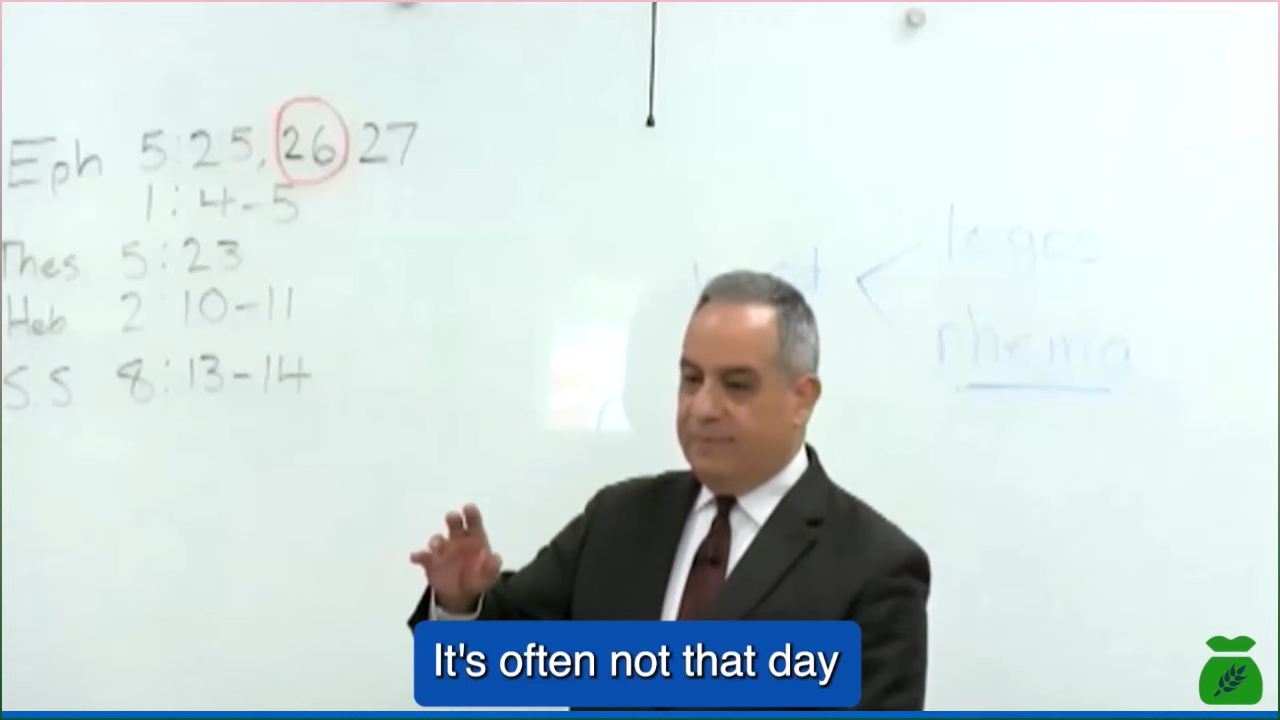 Eph 5:25, 26 27
1:4-5
Thes 5:23
Heb 2:10-11
S.S 8:13-14
logos
rhema
It's often not that day